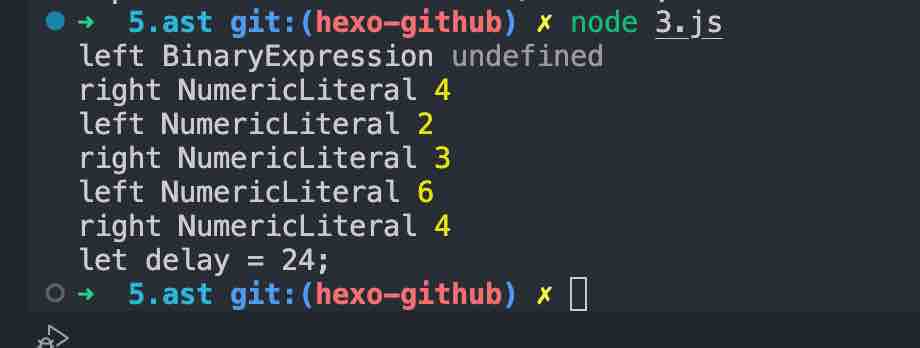 → 5.ast git:(hexo-github) ✗ node 3.js
left BinaryExpression undefined
right NumericLiteral 4
left NumericLiteral 2
right NumericLiteral 3
left NumericLiteral 6
right NumericLiteral 4
let delay = 24;
→ 5.ast git:(hexo-github) ✗